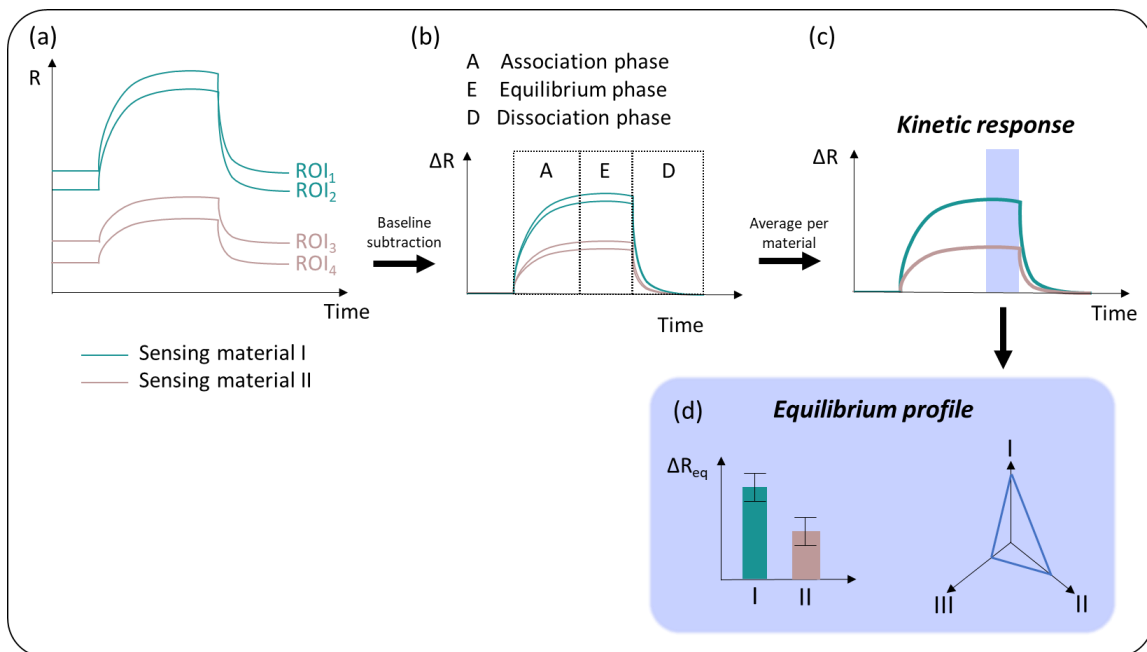 (a)
R
ROI₁
ROI₂
ROI₃
ROI₄
Time
Sensing material I
Sensing material II
Baseline
subtraction
(b)
A Association phase
E Equilibrium phase
D Dissociation phase
ΔR
A E D
Time
Average per
material
(c)
Kinetic response
ΔR
Time
(d)
Equilibrium profile
ΔReq
I II
I
III II